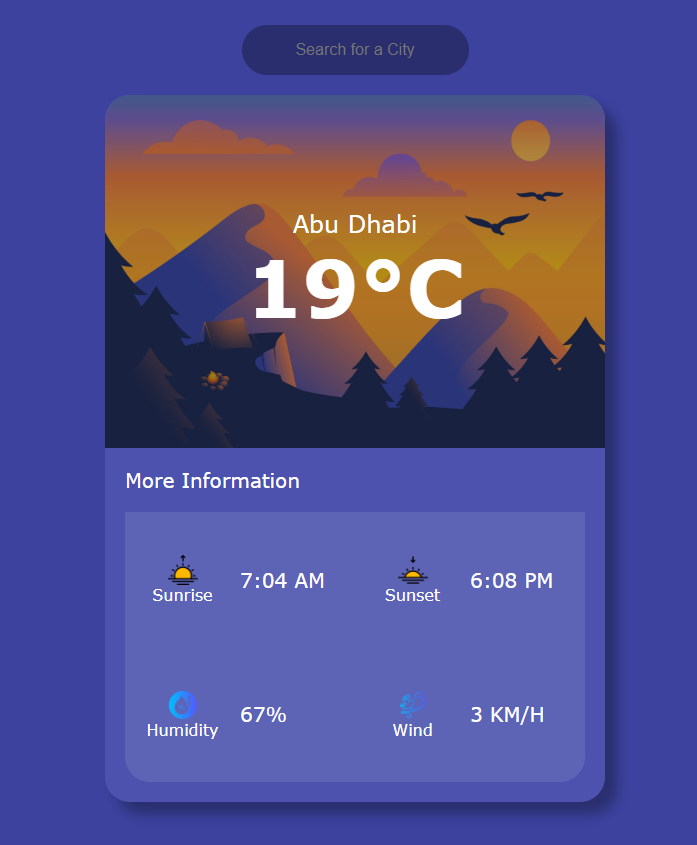 Search for a City
Abu Dhabi
19°C
More Information
Sunrise
7:04 AM
Sunset
6:08 PM
Humidity
67%
Wind
3 KM/H